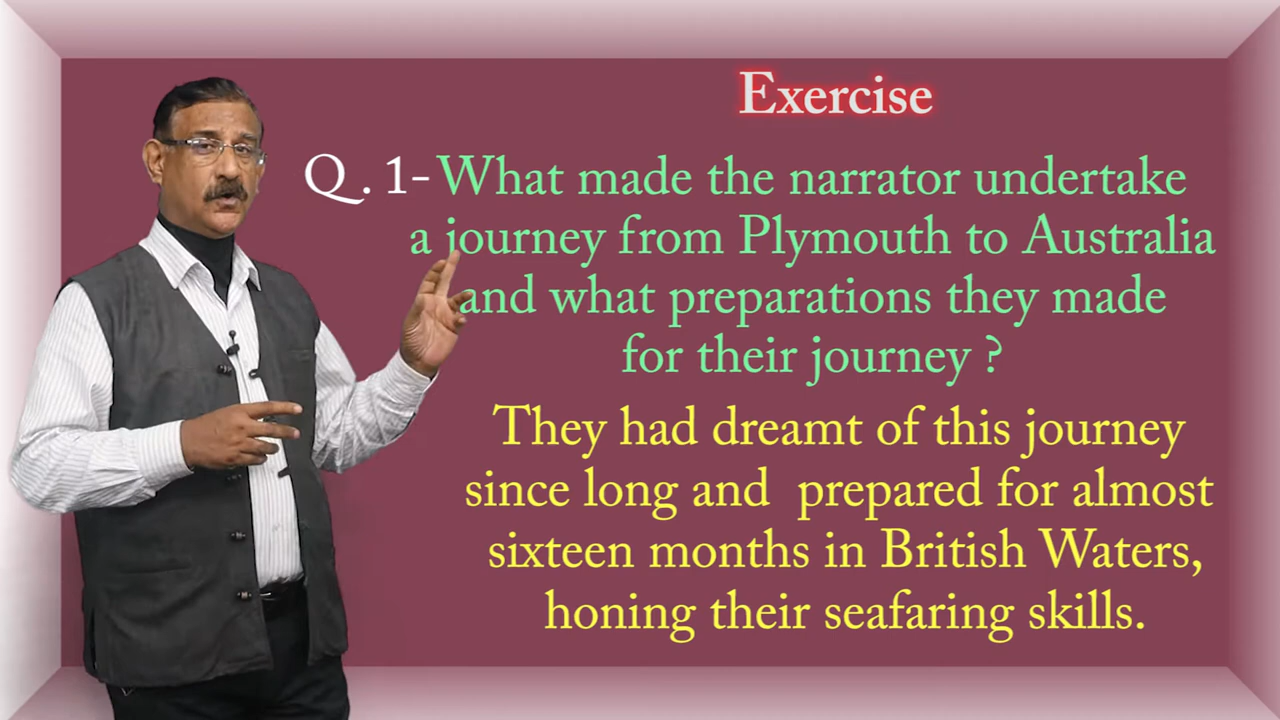 Exercise
Q . 1- What made the narrator undertake
a journey from Plymouth to Australia
and what preparations they made
for their journey ?
They had dreamt of this journey
since long and prepared for almost
sixteen months in British Waters,
honing their seafaring skills.